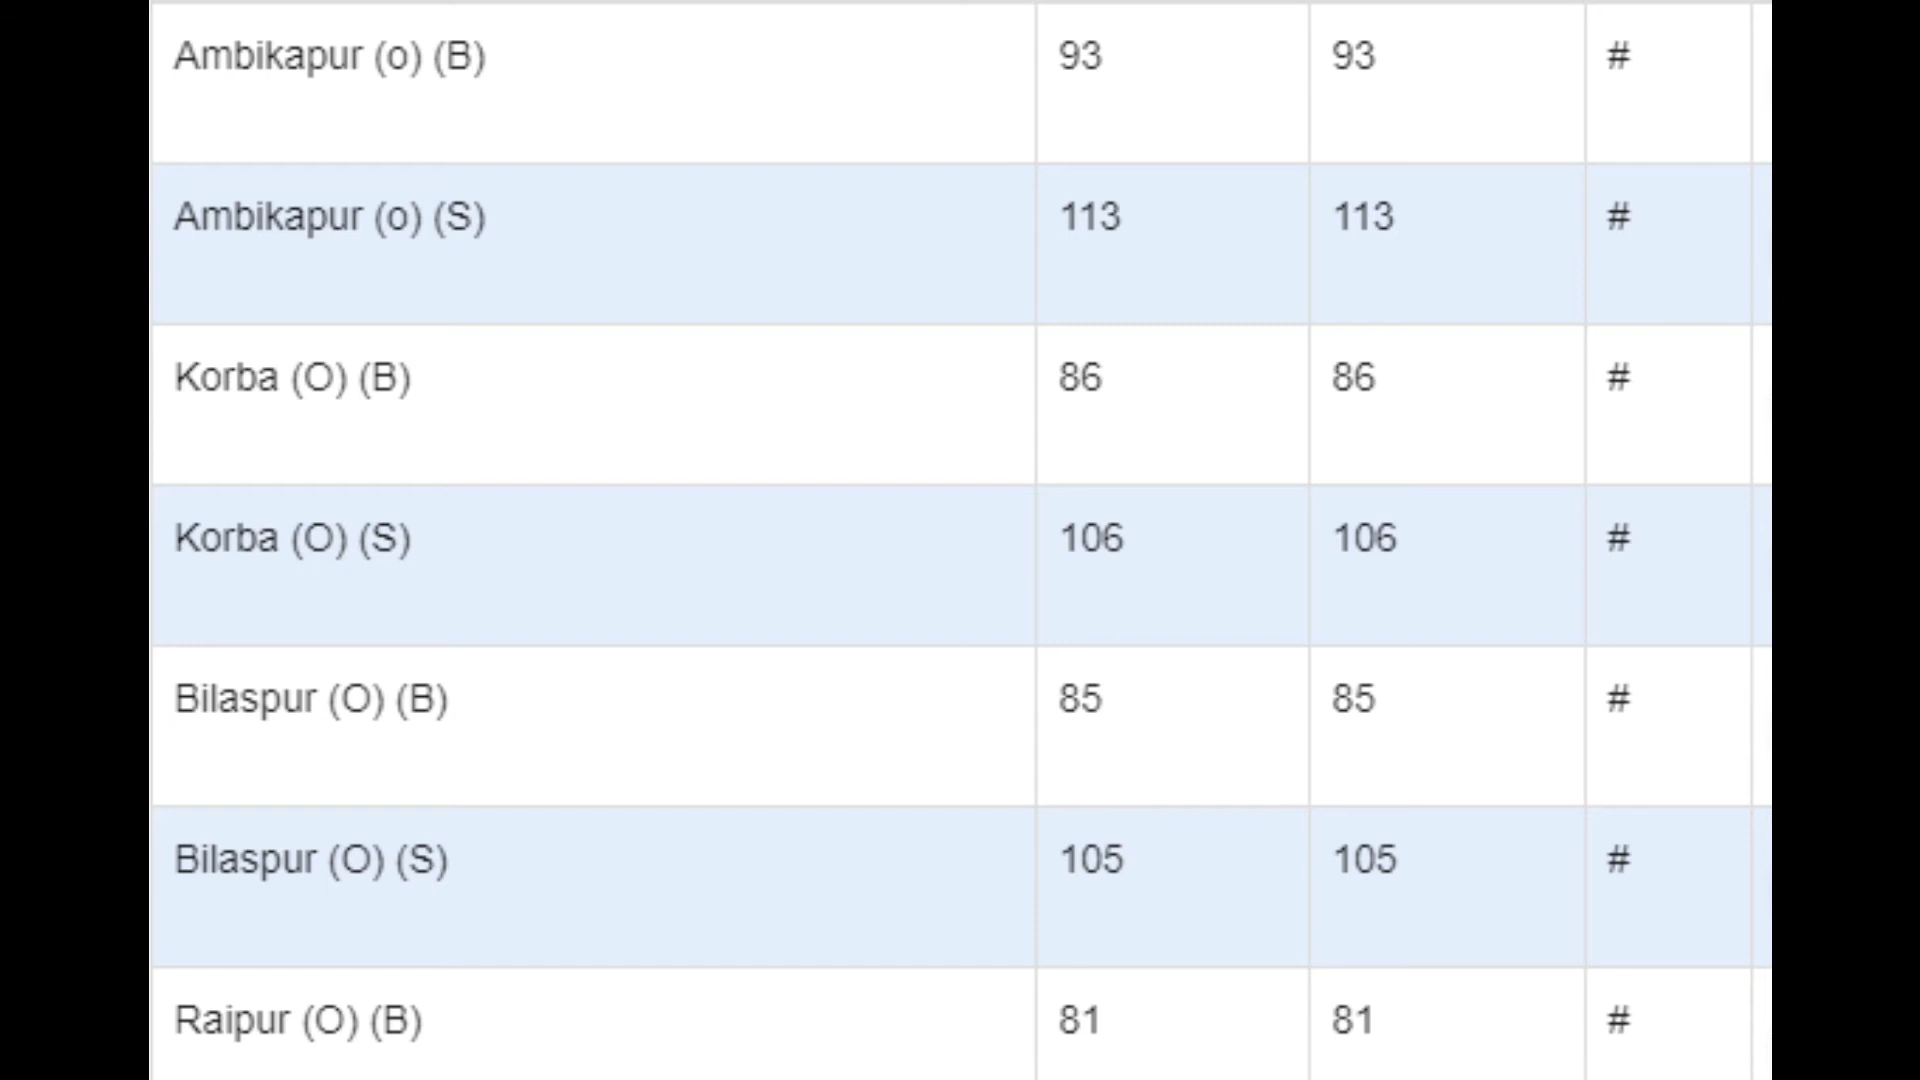 Ambikapur (o) (B) 93 93 #
Ambikapur (o) (S) 113 113 #
Korba (O) (B) 86 86 #
Korba (O) (S) 106 106 #
Bilaspur (O) (B) 85 85 #
Bilaspur (O) (S) 105 105 #
Raipur (O) (B) 81 81 #